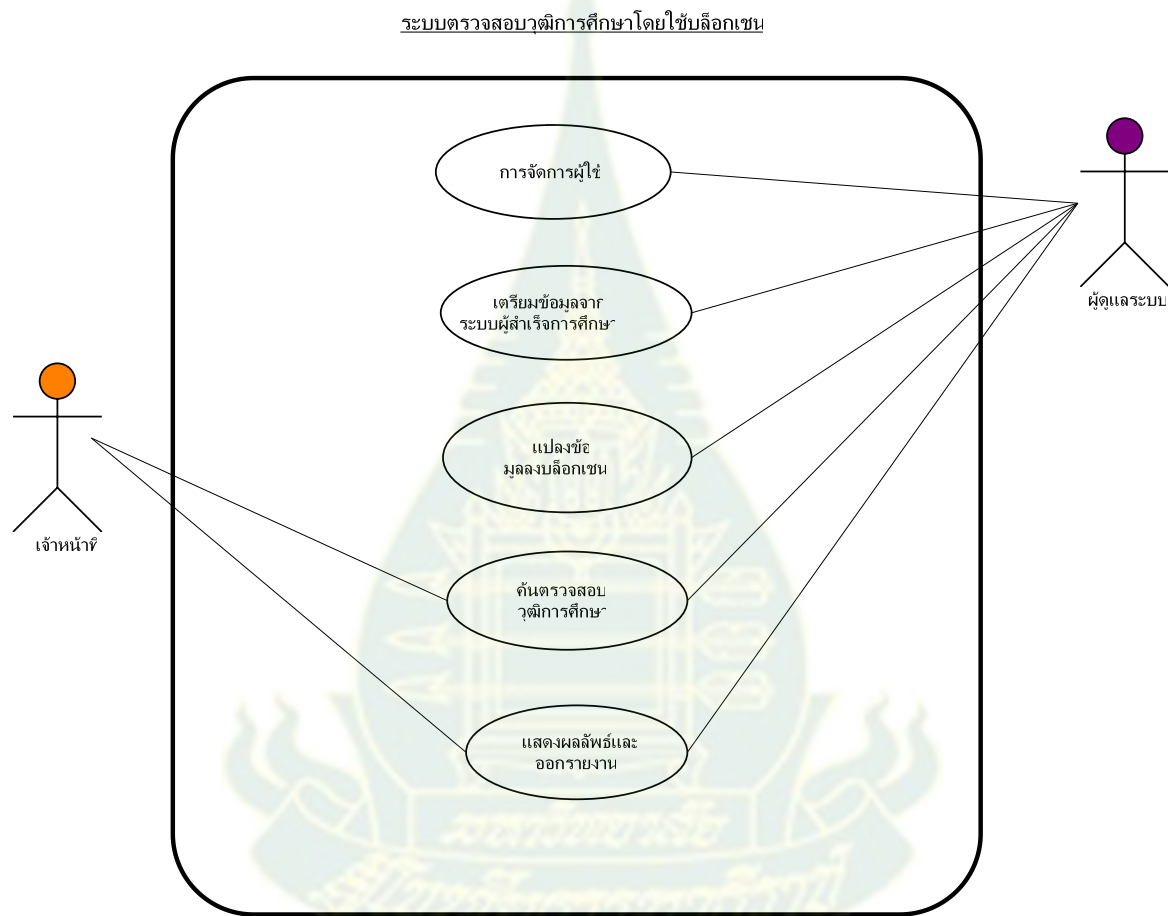 ระบบตรวจสอบวุฒิการศึกษาโดยใช้บล็อกเชน
การจัดการผู้ใช้
ผู้ดูแลระบบ
เตรียมข้อมูลจาก
ระบบผู้สำเร็จการศึกษา
แปลงข้อ
มูลลงบล็อกเชน
เจ้าหน้าที่
ค้นตรวจสอบ
วุฒิการศึกษา
แสดงผลลัพธ์และ
ออกรายงาน